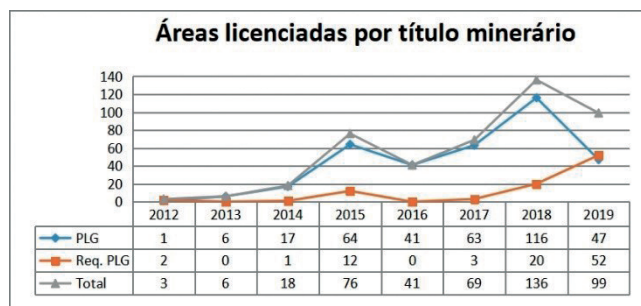 Áreas licenciadas por título minerário
140
120
100
80
60
40
20
0
2012 2013 2014 2015 2016 2017 2018 2019
PLG 1 6 17 64 41 63 116 47
Req. PLG 2 0 1 12 0 3 20 52
Total 3 6 18 76 41 69 136 99